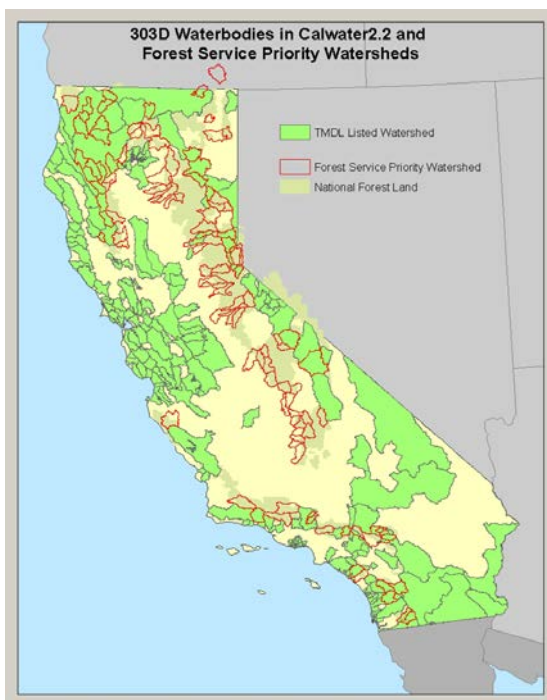 303D Waterbodies in Calwater2.2 and
Forest Service Priority Watersheds
TMDL Listed Watershed
Forest Service Priority Watershed
National Forest Land